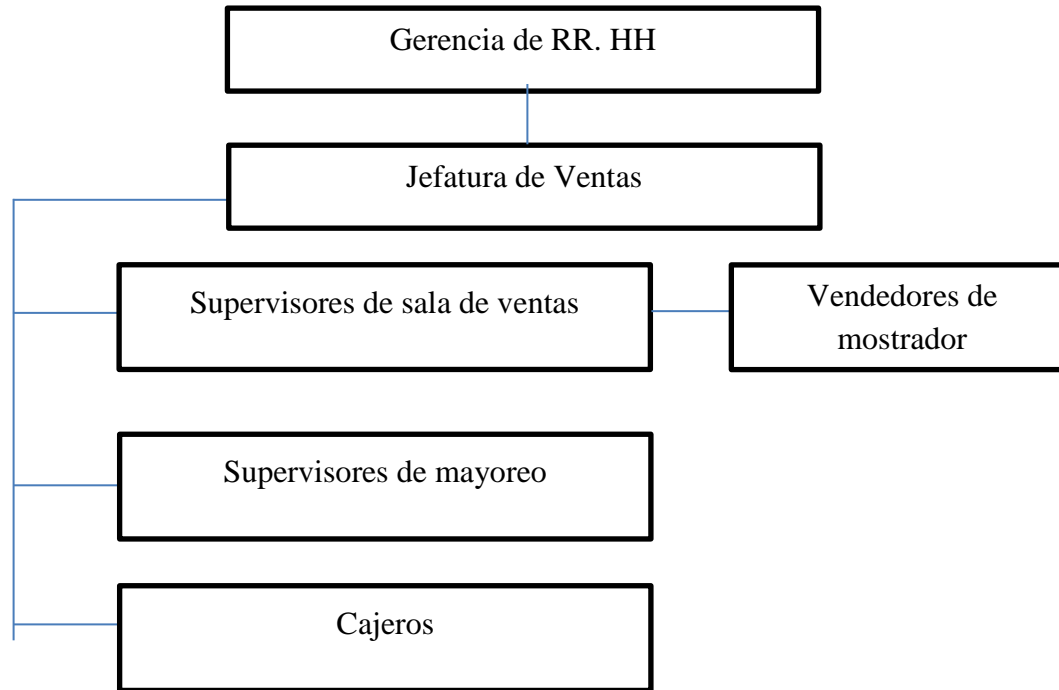 Gerencia de RR. HH
Jefatura de Ventas
Supervisores de sala de ventas
Vendedores de
mostrador
Supervisores de mayoreo
Cajeros